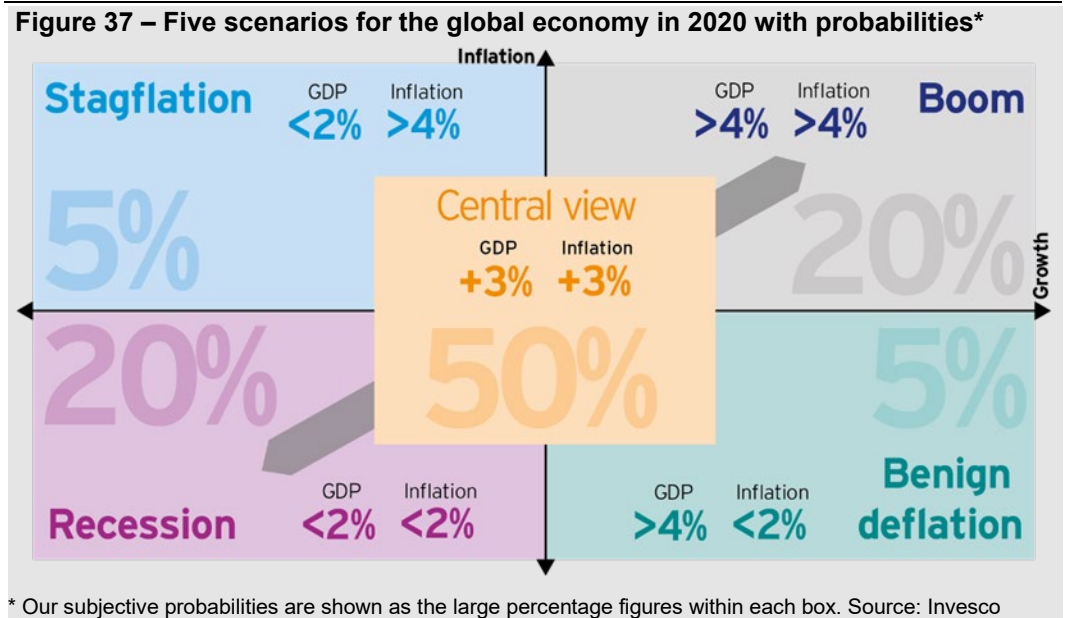 Figure 37 – Five scenarios for the global economy in 2020 with probabilities*
Inflation
Stagflation
GDP Inflation
<2% >4%
5%
GDP Inflation
>4% >4%
Boom
20%
Growth
Central view
GDP Inflation
+3% +3%
50%
20%
Recession
GDP Inflation
<2% <2%
5%
GDP Inflation
>4% <2%
Benign
deflation
* Our subjective probabilities are shown as the large percentage figures within each box. Source: Invesco